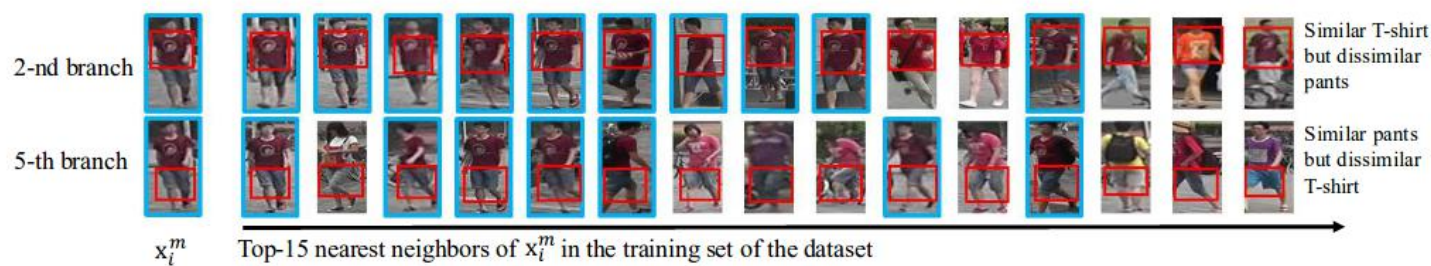 2-nd branch
Similar T-shirt
but dissimilar
pants
5-th branch
Similar pants
but dissimilar
T-shirt
x_i^m
Top-15 nearest neighbors of x_i^m in the training set of the dataset